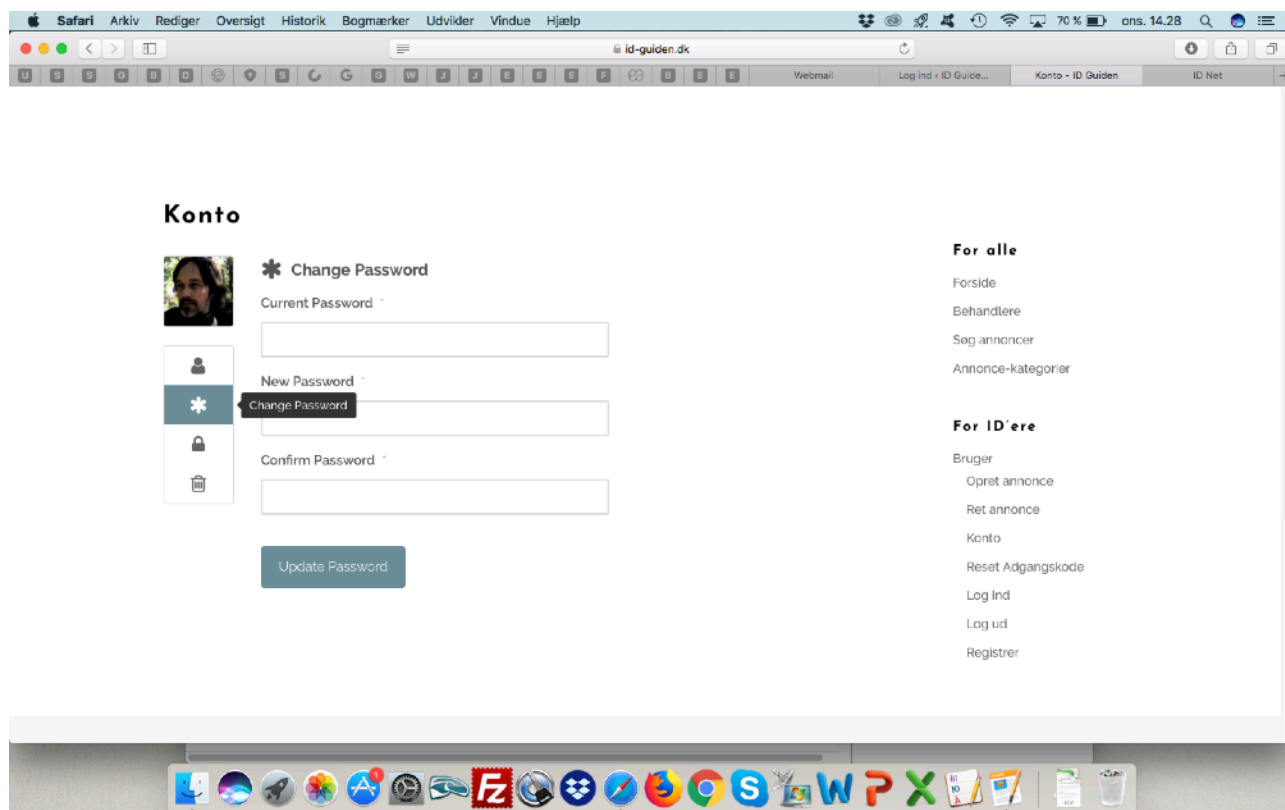 Safari Arkiv Rediger Oversigt Historik Bogmærker Udvikler Vindue Hjælp 70 % ons. 14.28
id-guiden.dk
U S S G B D S G G W J J E E E F B E E Webmail Log ind ‹ ID Guide... Konto - ID Guiden ID Net
Konto
Change Password
Current Password *
New Password *
Change Password
Confirm Password *
Update Password
For alle
Forside
Behandlere
Søg annoncer
Annonce-kategorier
For ID'ere
Bruger
Opret annonce
Ret annonce
Konto
Reset Adgangskode
Log ind
Log ud
Registrer
1